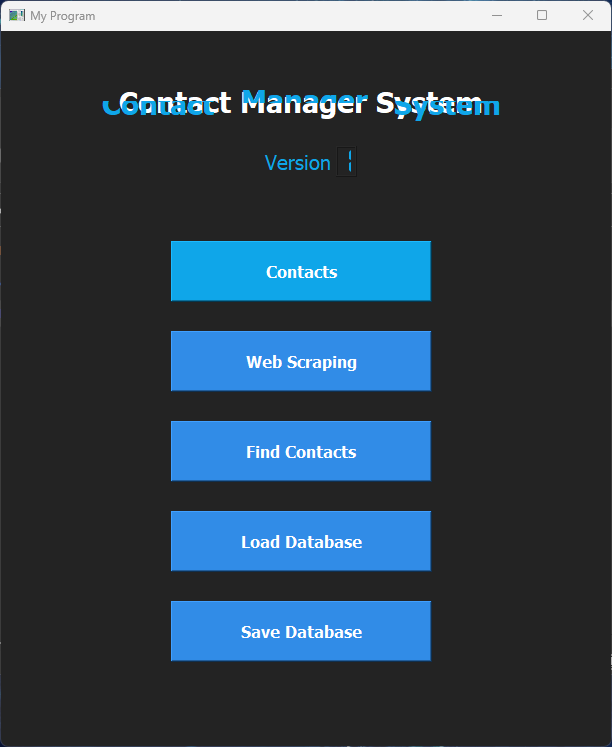 My Program
Contact Manager System
Version 1
Contacts
Web Scraping
Find Contacts
Load Database
Save Database